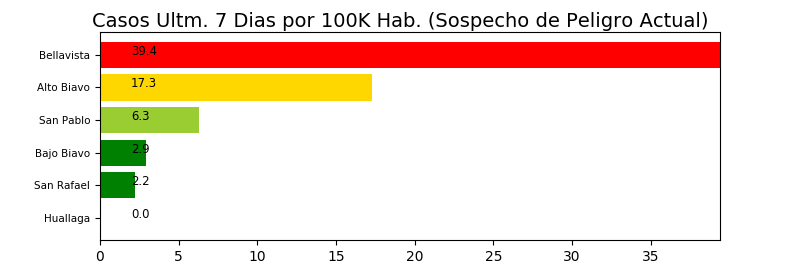 Casos Ultm. 7 Dias por 100K Hab. (Sospecho de Peligro Actual)
Bellavista 39.4
Alto Biavo 17.3
San Pablo 6.3
Bajo Biavo 2.9
San Rafael 2.2
Huallaga 0.0
0 5 10 15 20 25 30 35